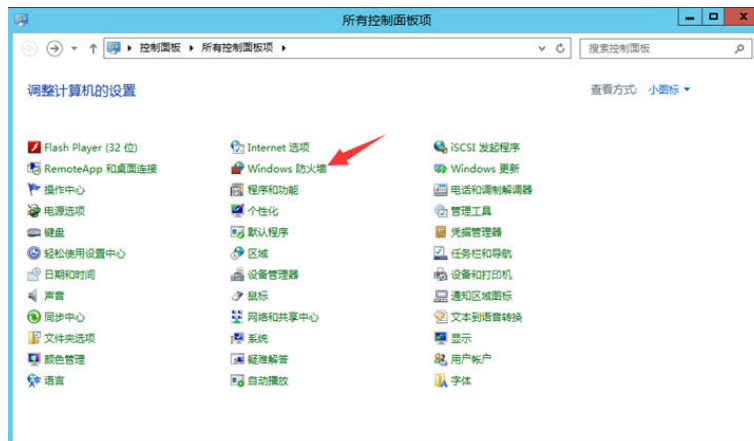 所有控制面板项
控制面板 所有控制面板项
搜索控制面板
调整计算机的设置
查看方式: 小图标
Flash Player (32 位) Internet 选项 iSCSI 发起程序
RemoteApp 和桌面连接 Windows 防火墙 Windows 更新
操作中心 程序和功能 电话和调制解调器
电源选项 个性化 管理工具
键盘 默认程序 凭据管理器
轻松使用设置中心 区域 任务栏和导航
日期和时间 设备管理器 设备和打印机
声音 鼠标 通知区域图标
同步中心 网络和共享中心 文本到语音转换
文件夹选项 系统 显示
颜色管理 疑难解答 用户帐户
语言 自动播放 字体